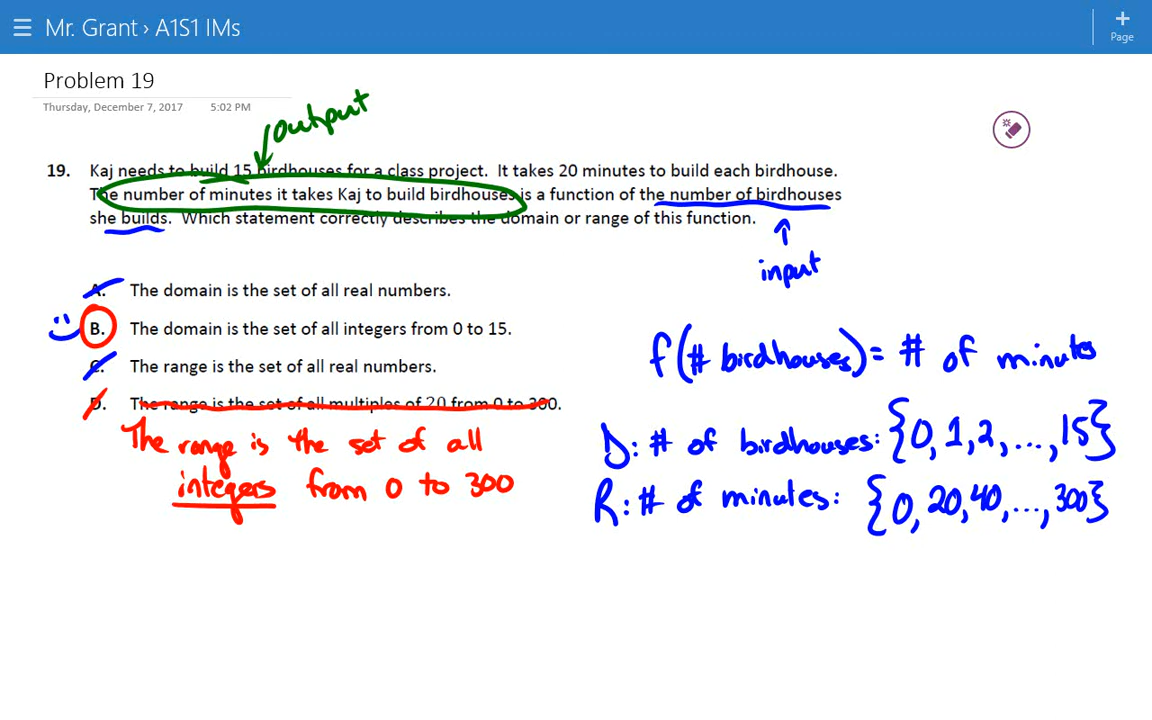 Mr. Grant › A1S1 IMs
Page
Problem 19
Thursday, December 7, 2017 5:02 PM
output
19. Kaj needs to build 15 birdhouses for a class project. It takes 20 minutes to build each birdhouse.
The number of minutes it takes Kaj to build birdhouses is a function of the number of birdhouses
she builds. Which statement correctly describes the domain or range of this function.
input
A. The domain is the set of all real numbers.
B. The domain is the set of all integers from 0 to 15.
C. The range is the set of all real numbers.
D. The range is the set of all multiples of 20 from 0 to 300.
The range is the set of all
integers from 0 to 300
f(# birdhouses) = # of minutes
D: # of birdhouses: {0, 1, 2, ..., 15}
R: # of minutes: {0, 20, 40, ..., 300}